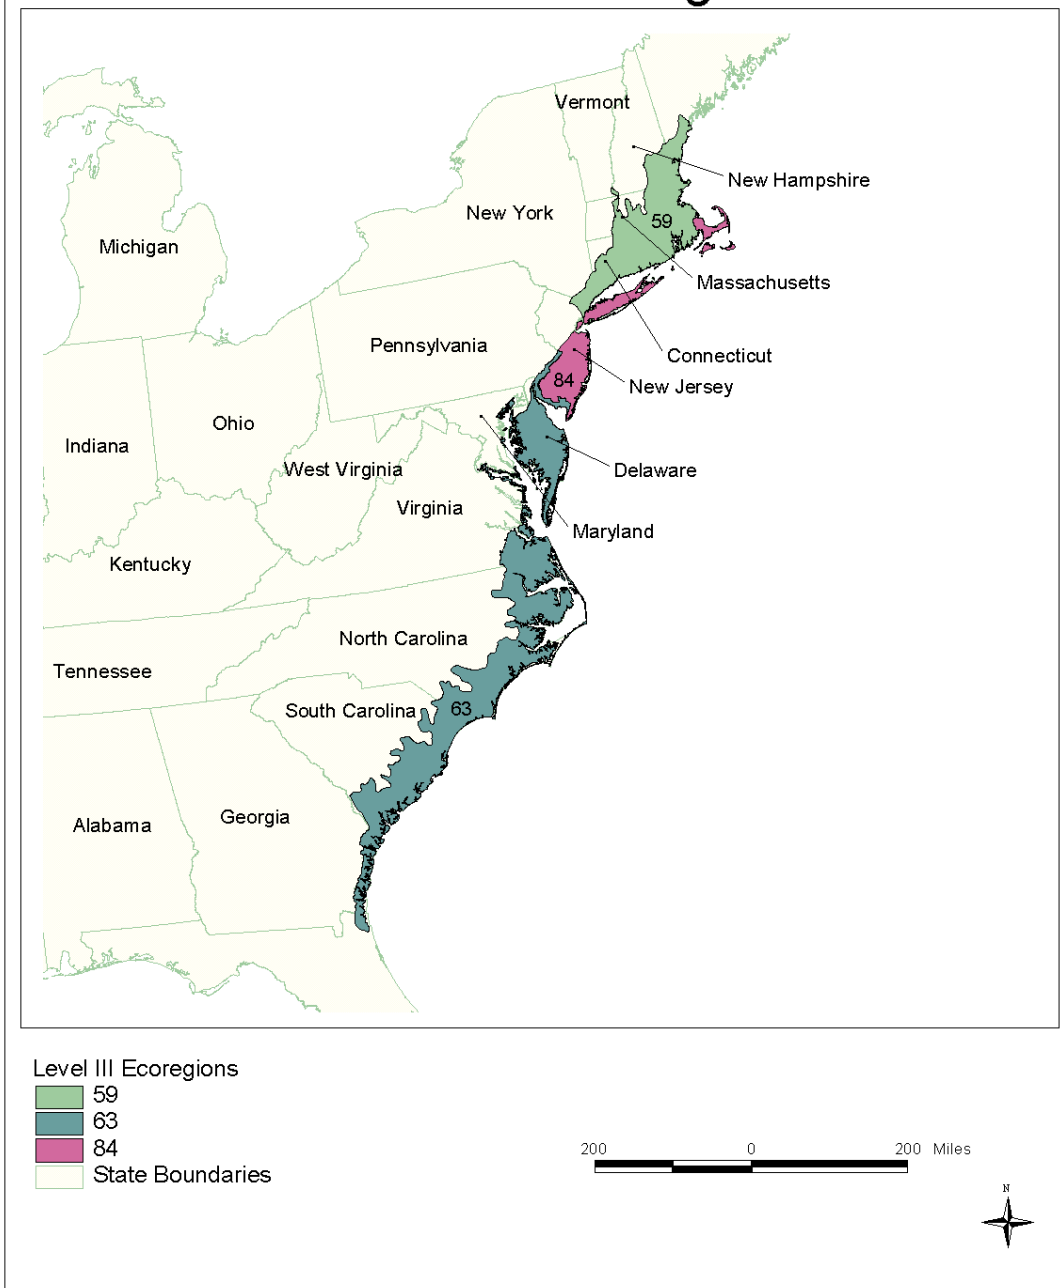 Vermont
New Hampshire
New York
59
Michigan
Massachusetts
Pennsylvania
Connecticut
84
New Jersey
Ohio
Indiana
West Virginia
Delaware
Virginia
Maryland
Kentucky
North Carolina
Tennessee
South Carolina
63
Georgia
Alabama
Level III Ecoregions
59
63
84
State Boundaries
200 0 200 Miles
N